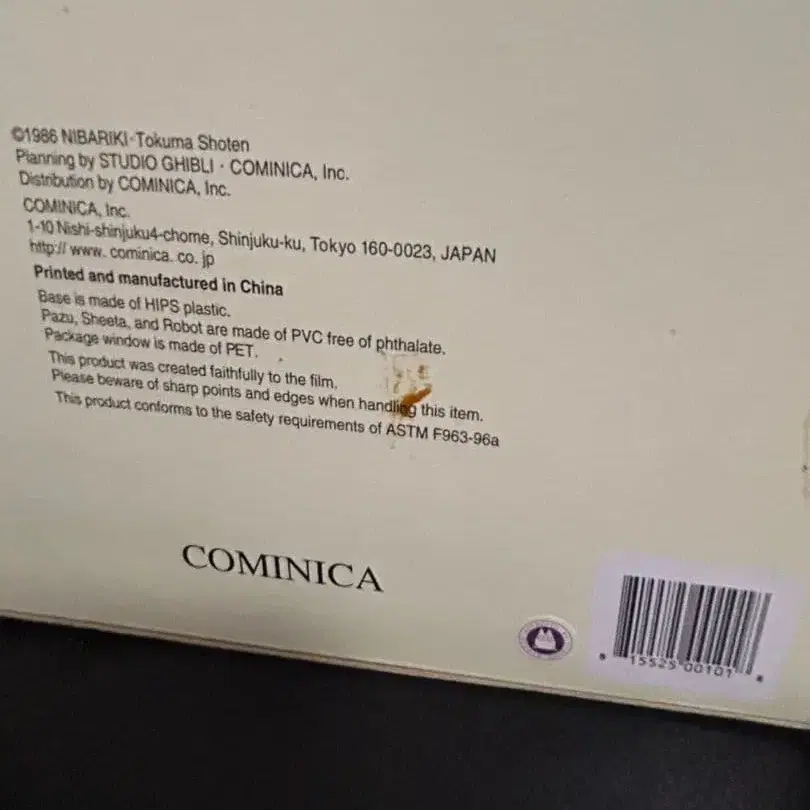 ©1986 NIBARIKI·Tokuma Shoten
Planning by STUDIO GHIBLI · COMINICA, Inc.
Distribution by COMINICA, Inc.
COMINICA, Inc.
1-10 Nishi-shinjuku4-chome, Shinjuku-ku, Tokyo 160-0023, JAPAN
http:// www. cominica. co. jp
Printed and manufactured in China
Base is made of HIPS plastic.
Pazu, Sheeta, and Robot are made of PVC free of phthalate.
Package window is made of PET.
This product was created faithfully to the film.
Please beware of sharp points and edges when handling this item.
This product conforms to the safety requirements of ASTM F963-96a
COMINICA
15525 00101